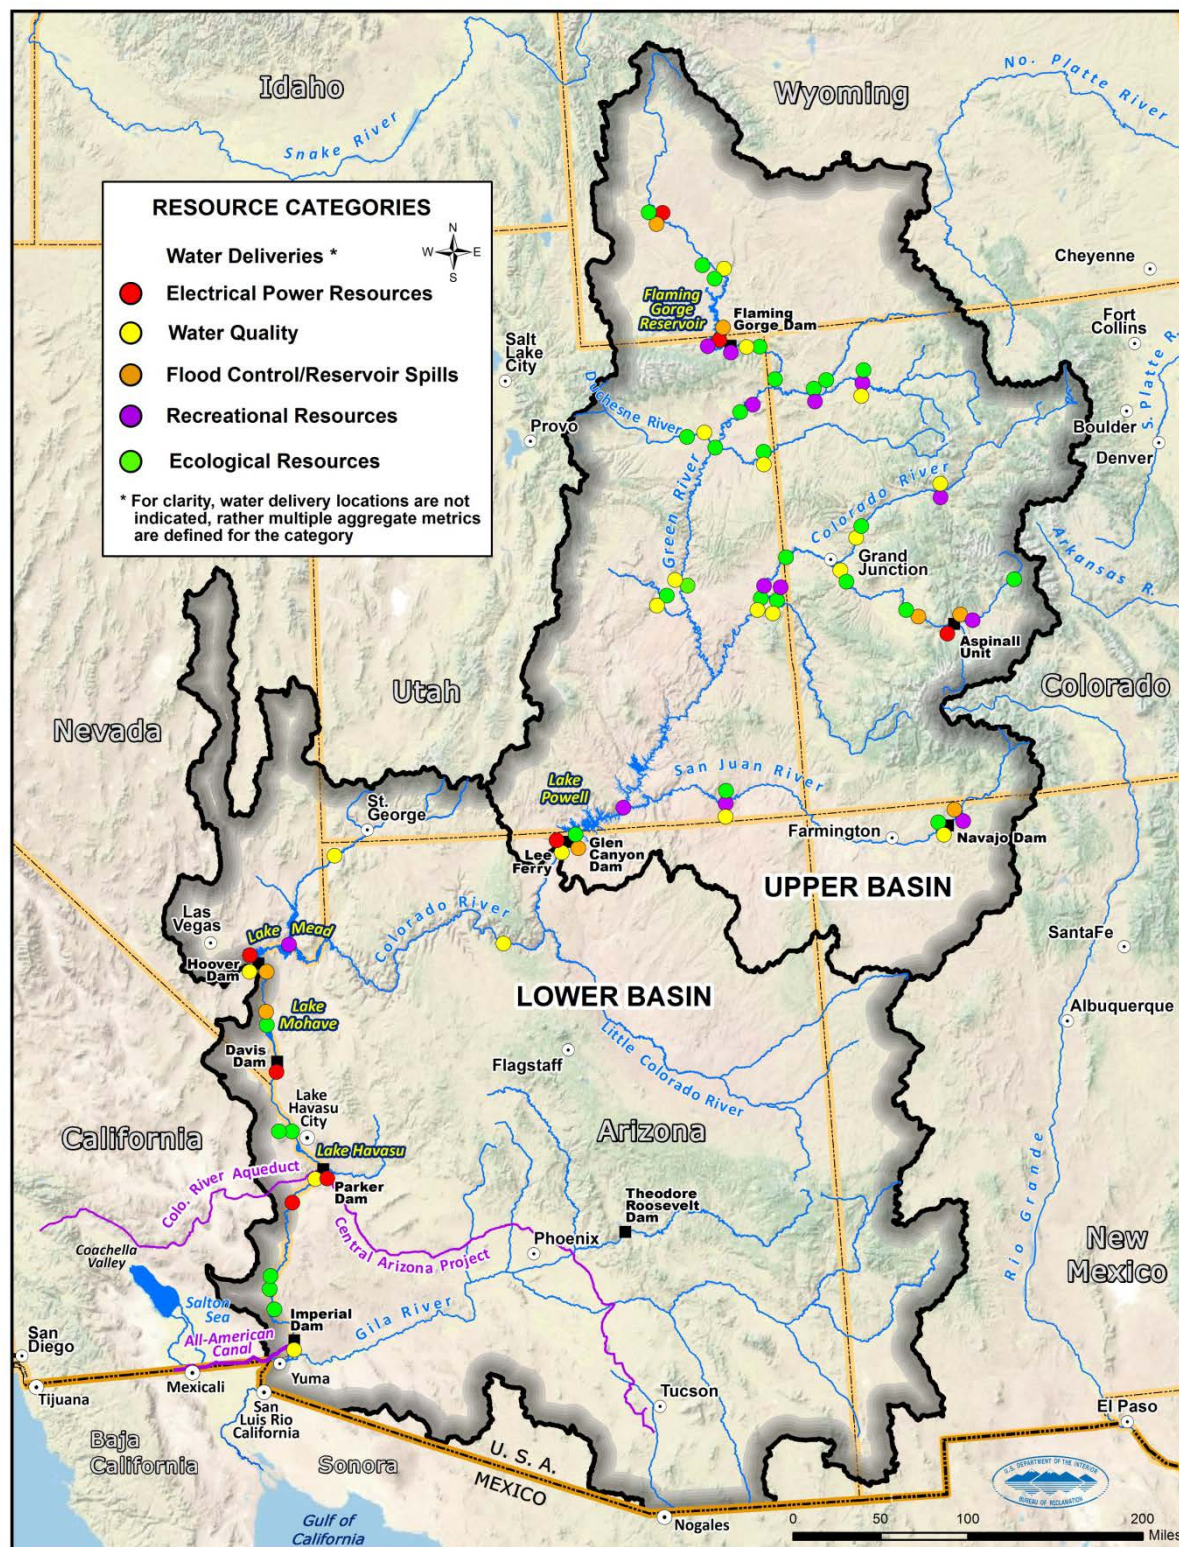 Idaho
Wyoming
No. Platte River
Snake River
RESOURCE CATEGORIES
N
W E
S
Water Deliveries *
Electrical Power Resources
Water Quality
Flood Control/Reservoir Spills
Recreational Resources
Ecological Resources
* For clarity, water delivery locations are not
indicated, rather multiple aggregate metrics
are defined for the category
Cheyenne
Flaming
Gorge
Reservoir
Flaming
Gorge Dam
Fort
Collins
Salt
Lake
City
S. Platte R.
Duchesne River
Provo
Boulder
Denver
Green River
Colorado River
Grand
Junction
Arkansas R.
Aspinall
Unit
Utah
Colorado
Nevada
San Juan River
Lake
Powell
St.
George
Farmington
Navajo Dam
Lee
Ferry
Glen
Canyon
Dam
UPPER BASIN
Las
Vegas
Lake Mead
Colorado River
SantaFe
Hoover
Dam
LOWER BASIN
Lake
Mohave
Albuquerque
Davis
Dam
Flagstaff
Little Colorado River
Lake
Havasu
City
California
Arizona
Lake Havasu
Colo. River Aqueduct
Parker
Dam
Theodore
Roosevelt
Dam
Central Arizona Project
Phoenix
Rio Grande
New
Mexico
Coachella
Valley
Salton
Sea
Imperial
Dam
Gila River
All-American
Canal
San
Diego
Yuma
Mexicali
Tijuana
San
Luis Rio
California
Tucson
El Paso
Baja
California
Sonora
U. S. A.
MEXICO
U.S. DEPARTMENT OF THE INTERIOR
BUREAU OF RECLAMATION
Gulf of
California
Nogales
0 50 100 200
Miles